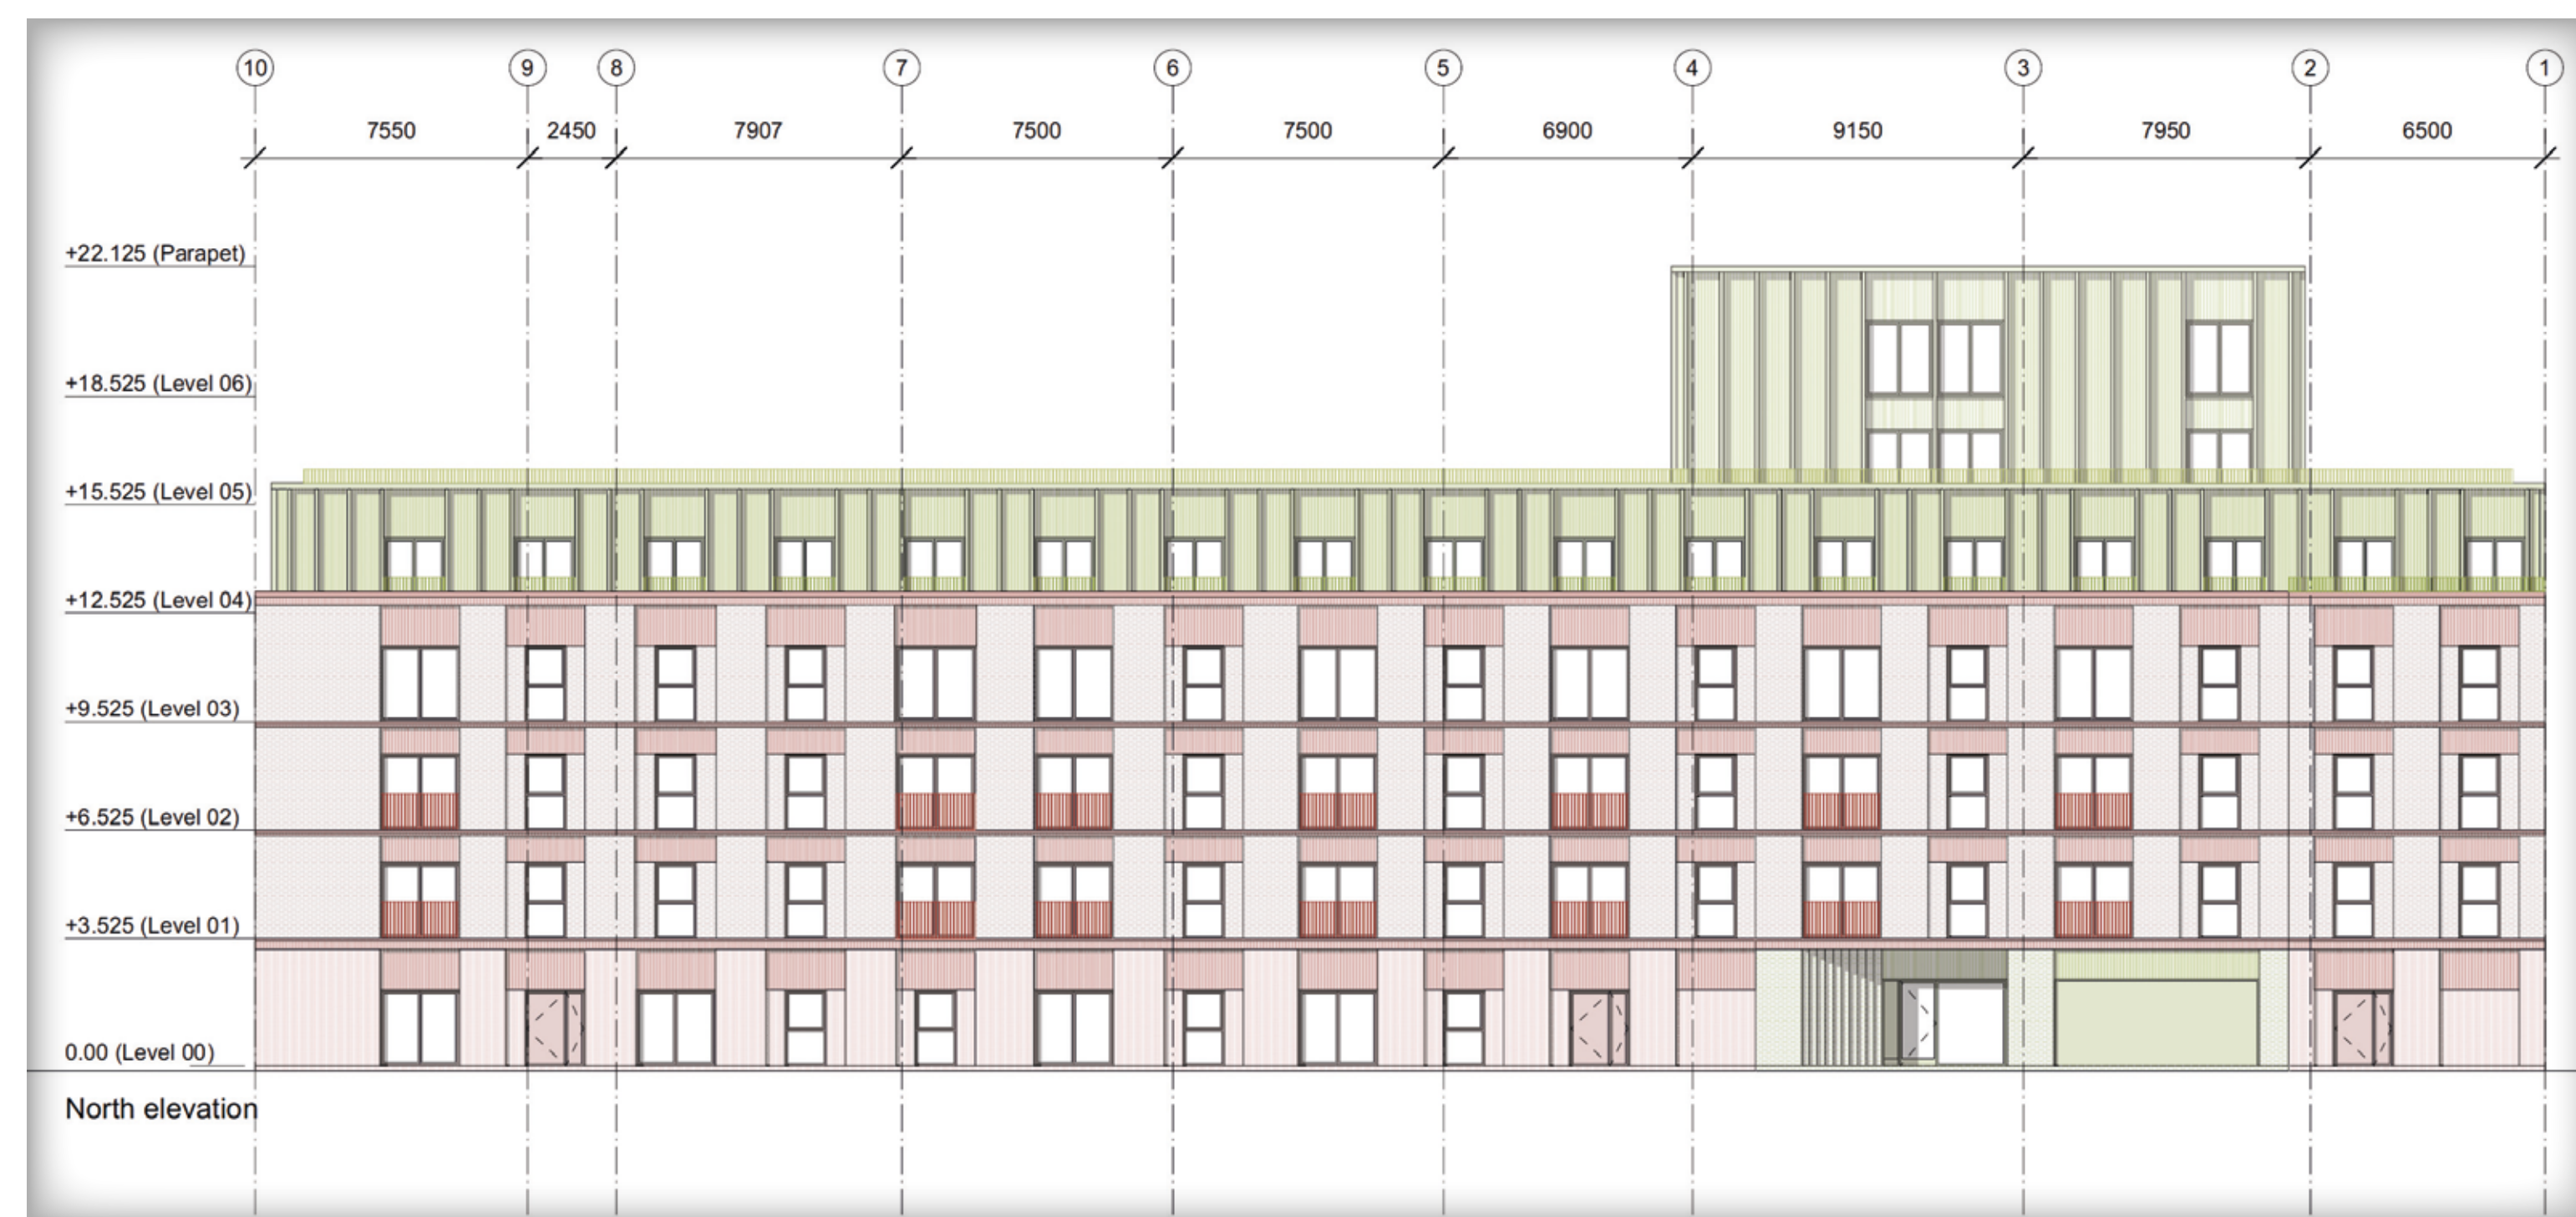 10 9 8 7 6 5 4 3 2 1
7550 2450 7907 7500 7500 6900 9150 7950 6500
+22.125 (Parapet)
+18.525 (Level 06)
+15.525 (Level 05)
+12.525 (Level 04)
+9.525 (Level 03)
+6.525 (Level 02)
+3.525 (Level 01)
0.00 (Level 00)
North elevation